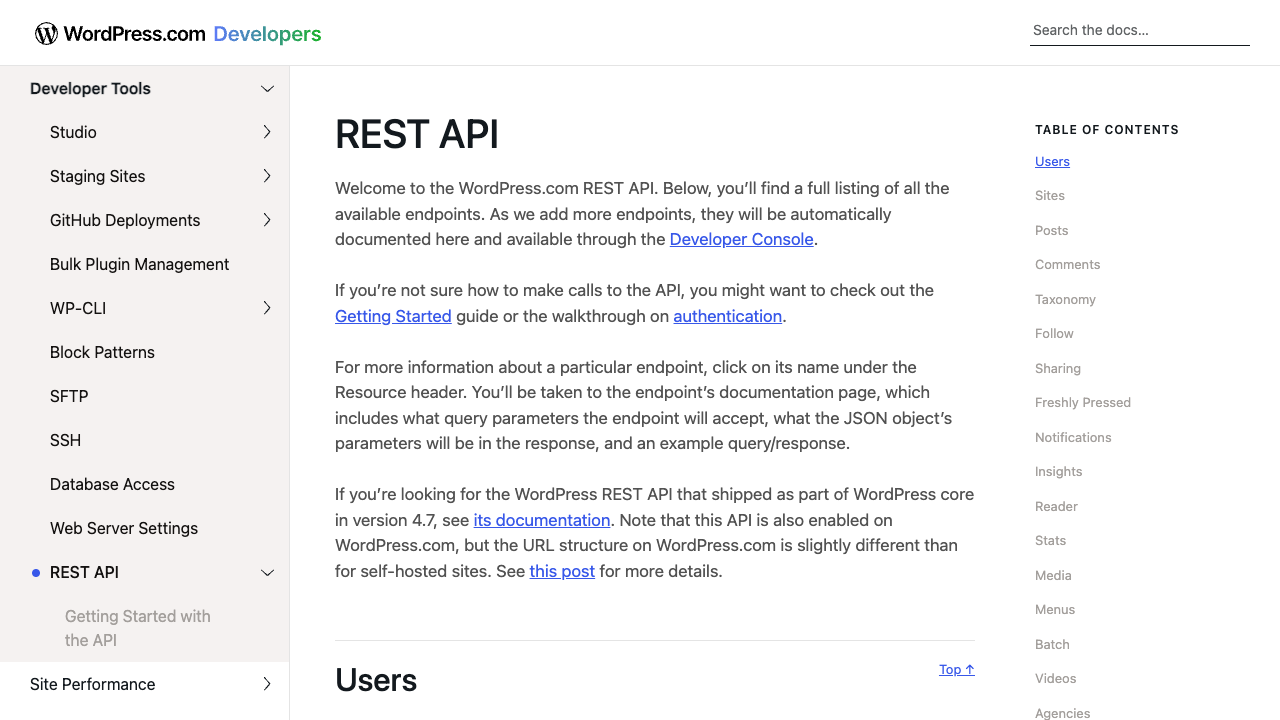 WordPress.com Developers
Search the docs...
Developer Tools
Studio
Staging Sites
GitHub Deployments
Bulk Plugin Management
WP-CLI
Block Patterns
SFTP
SSH
Database Access
Web Server Settings
REST API
Getting Started with
the API
Site Performance
REST API
Welcome to the WordPress.com REST API. Below, you’ll find a full listing of all the
available endpoints. As we add more endpoints, they will be automatically
documented here and available through the Developer Console.
If you’re not sure how to make calls to the API, you might want to check out the
Getting Started guide or the walkthrough on authentication.
For more information about a particular endpoint, click on its name under the
Resource header. You’ll be taken to the endpoint’s documentation page, which
includes what query parameters the endpoint will accept, what the JSON object’s
parameters will be in the response, and an example query/response.
If you’re looking for the WordPress REST API that shipped as part of WordPress core
in version 4.7, see its documentation. Note that this API is also enabled on
WordPress.com, but the URL structure on WordPress.com is slightly different than
for self-hosted sites. See this post for more details.
Users
Top ↑
TABLE OF CONTENTS
Users
Sites
Posts
Comments
Taxonomy
Follow
Sharing
Freshly Pressed
Notifications
Insights
Reader
Stats
Media
Menus
Batch
Videos
Agencies